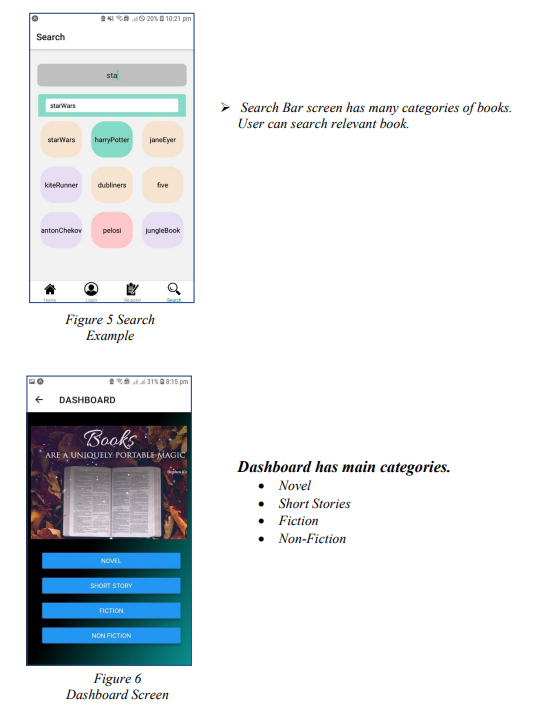 20% 10:21 pm
Search
sta
starWars
starWars harryPotter janeEyer
kiteRunner dubliners five
antonChekov pelosi jungleBook
Home Login Register Search
➢ Search Bar screen has many categories of books.
User can search relevant book.
Figure 5 Search
Example
31% 8:15 pm
← DASHBOARD
Books
ARE A UNIQUELY PORTABLE MAGIC
NOVEL
SHORT STORY
FICTION
NON FICTION
Dashboard has main categories.
• Novel
• Short Stories
• Fiction
• Non-Fiction
Figure 6
Dashboard Screen